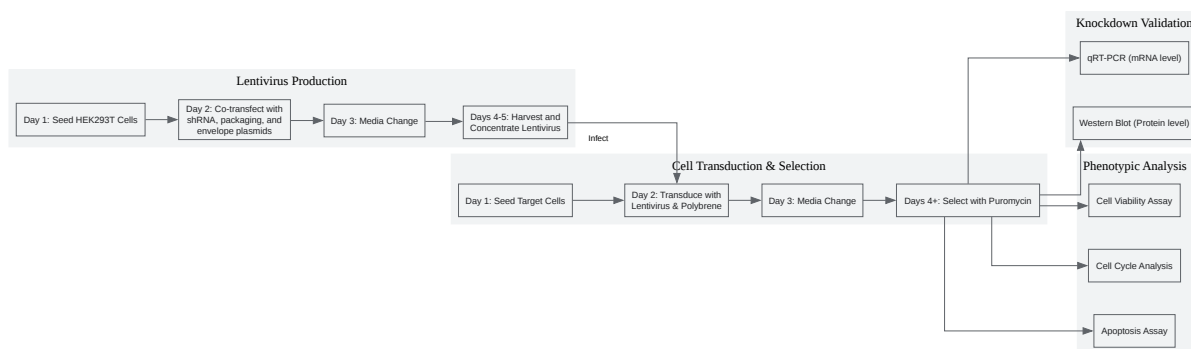 Lentivirus Production
Day 1: Seed HEK293T Cells
Day 2: Co-transfect with
shRNA, packaging, and
envelope plasmids
Day 3: Media Change
Days 4-5: Harvest and
Concentrate Lentivirus
Infect
Cell Transduction & Selection
Day 1: Seed Target Cells
Day 2: Transduce with
Lentivirus & Polybrene
Day 3: Media Change
Days 4+: Select with Puromycin
Knockdown Validation
qRT-PCR (mRNA level)
Western Blot (Protein level)
Phenotypic Analysis
Cell Viability Assay
Cell Cycle Analysis
Apoptosis Assay